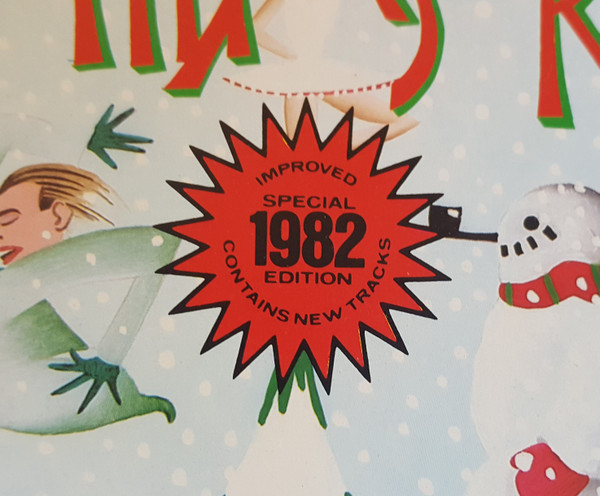 IMPROVED
SPECIAL
1982
EDITION
CONTAINS NEW TRACKS